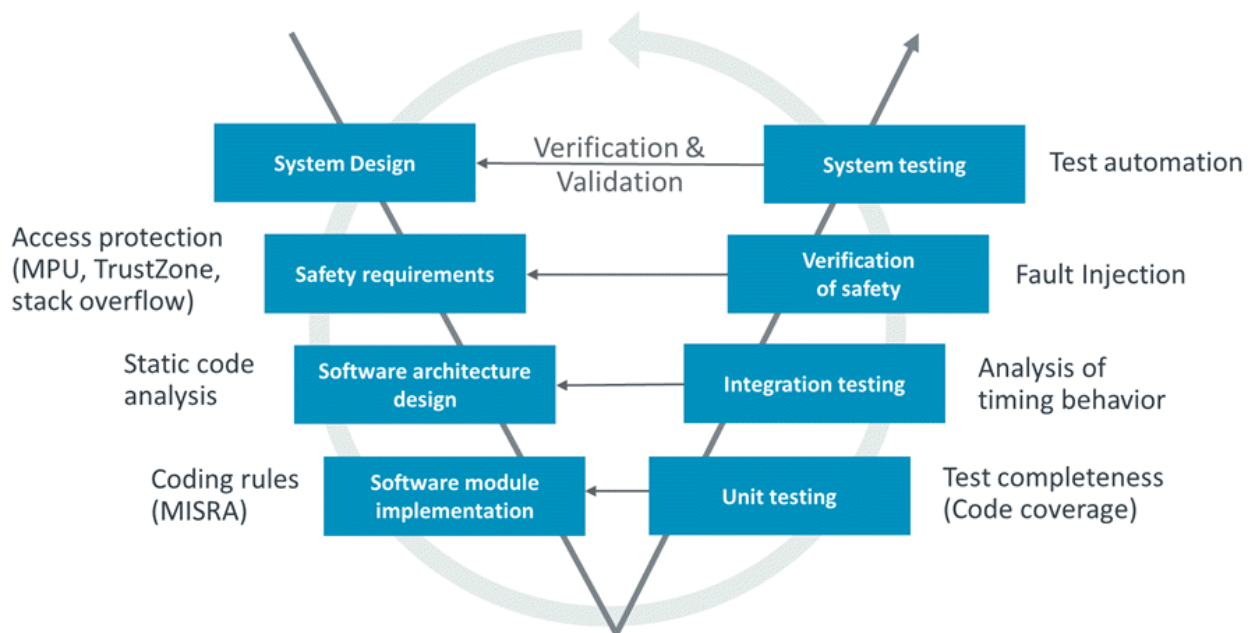 System Design
Verification &
Validation
System testing
Test automation
Access protection
(MPU, TrustZone,
stack overflow)
Safety requirements
Verification
of safety
Fault Injection
Static code
analysis
Software architecture
design
Integration testing
Analysis of
timing behavior
Coding rules
(MISRA)
Software module
implementation
Unit testing
Test completeness
(Code coverage)